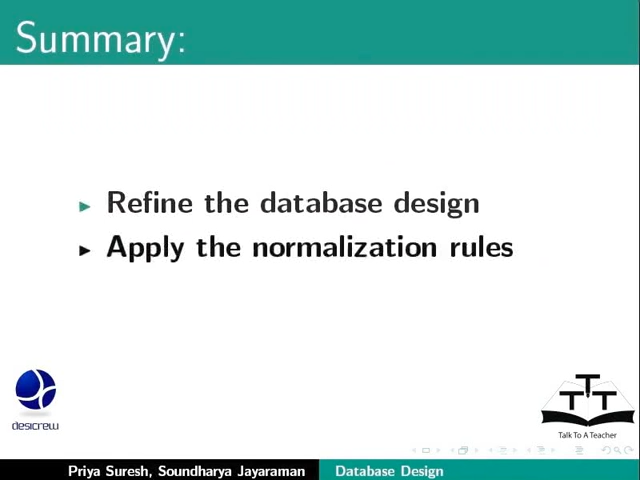 Summary:
Refine the database design
Apply the normalization rules
desicrew
T T T
Talk To A Teacher
Priya Suresh, Soundharya Jayaraman Database Design